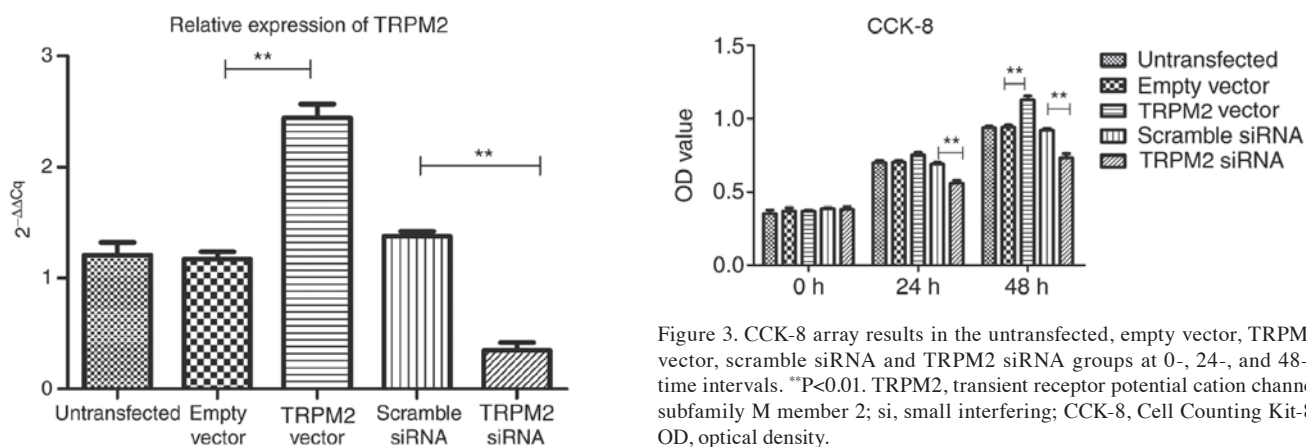 Relative expression of TRPM2
3
**
2
**
2^-ΔΔCq
1
0
Untransfected
Empty
vector
TRPM2
vector
Scramble
siRNA
TRPM2
siRNA
CCK-8
1.5
1.0
0.5
0.0
OD value
**
**
**
0 h
24 h
48 h
Untransfected
Empty vector
TRPM2 vector
Scramble siRNA
TRPM2 siRNA
Figure 3. CCK-8 array results in the untransfected, empty vector, TRPM
vector, scramble siRNA and TRPM2 siRNA groups at 0-, 24-, and 48-
time intervals. **P<0.01. TRPM2, transient receptor potential cation channe
subfamily M member 2; si, small interfering; CCK-8, Cell Counting Kit-8
OD, optical density.